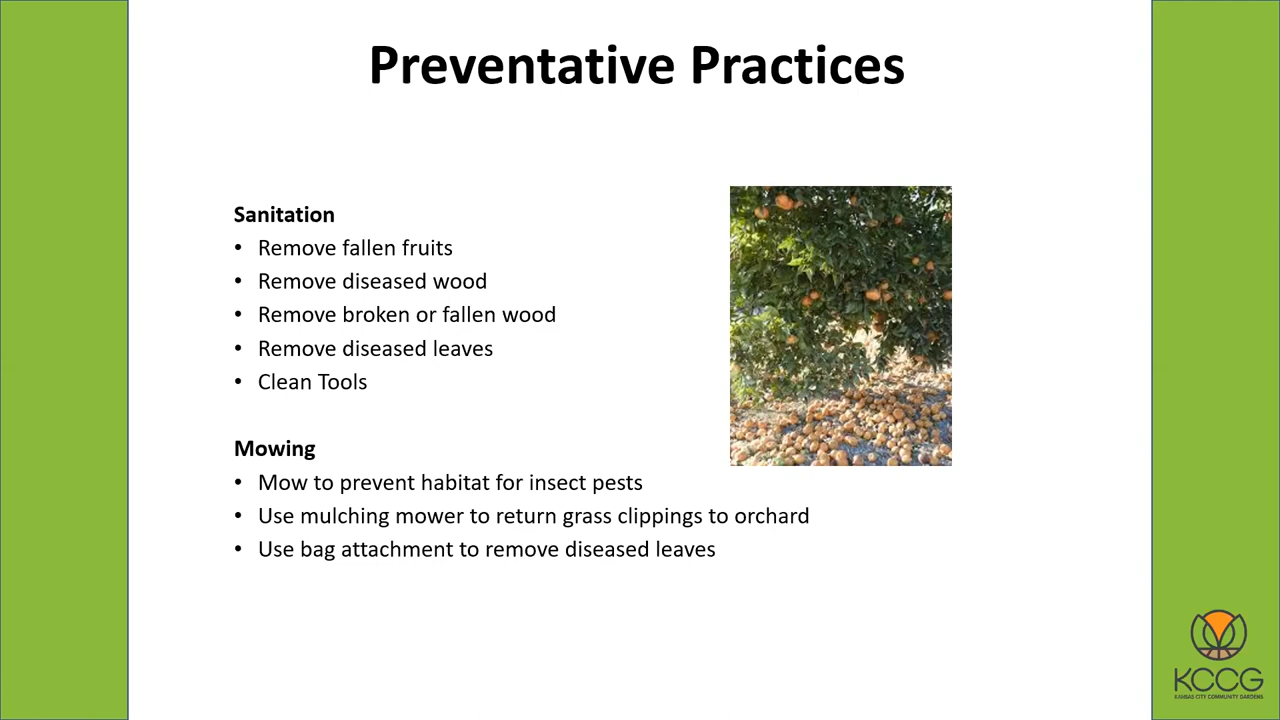 Preventative Practices
Sanitation
• Remove fallen fruits
• Remove diseased wood
• Remove broken or fallen wood
• Remove diseased leaves
• Clean Tools
Mowing
• Mow to prevent habitat for insect pests
• Use mulching mower to return grass clippings to orchard
• Use bag attachment to remove diseased leaves
KCCG
KANSAS CITY COMMUNITY GARDENS